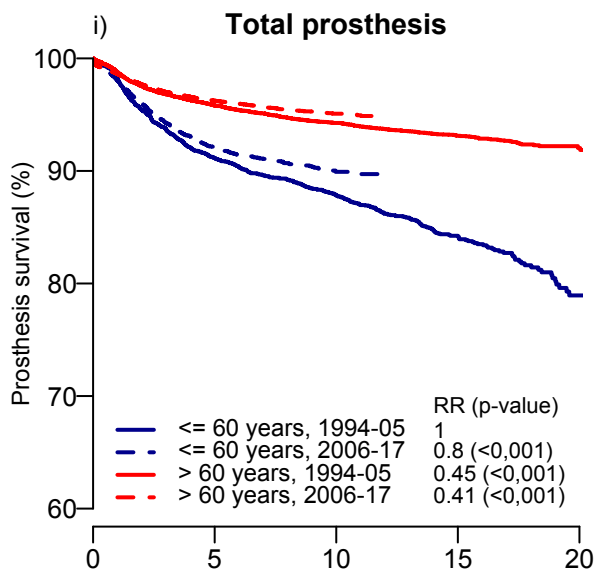 i) Total prosthesis
Prosthesis survival (%)
100
90
80
70
60
RR (p-value)
<= 60 years, 1994-05 1
<= 60 years, 2006-17 0.8 (<0,001)
> 60 years, 1994-05 0.45 (<0,001)
> 60 years, 2006-17 0.41 (<0,001)
0 5 10 15 20